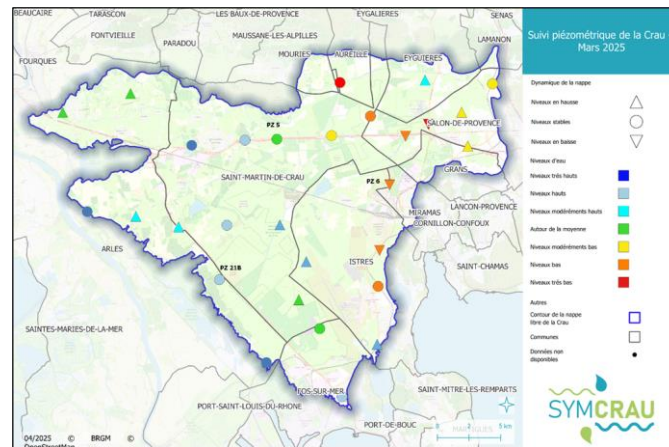 BEAUCAIRE
TARASCON
LES BAUX-DE-PROVENCE
EYGALIERES
SENAS
FONTVIEILLE
MAUSSANE-LES-ALPILLES
LAMANON
PARADOU
MOURIES
AUREILLE
EYGUIERES
FOURQUES
PZ 5
SALON-DE-PROVENCE
GRANS
SAINT-MARTIN-DE-CRAU
PZ 6
LANCON-PROVENCE
MIRAMAS
CORNILLON-CONFOUX
ARLES
ISTRES
SAINT-CHAMAS
PZ 21B
SAINTES-MARIES-DE-LA-MER
FOS-SUR-MER
SAINT-MITRE-LES-REMPARTS
PORT-SAINT-LOUIS-DU-RHONE
PORT-DE-BOUC
MARTIGUES
0 2 5 km
04/2025 © BRGM ©
OpenStreetMap
Suivi piézométrique de la Crau
Mars 2025
Dynamique de la nappe
Niveaux en hausse
Niveaux stables
Niveaux en baisse
Niveaux d'eau
Niveaux très hauts
Niveaux hauts
Niveaux modérément hauts
Autour de la moyenne
Niveaux modérément bas
Niveaux bas
Niveaux très bas
Autres
Contour de la nappe
libre de la Crau
Communes
Données non
disponibles
SYMCRAU